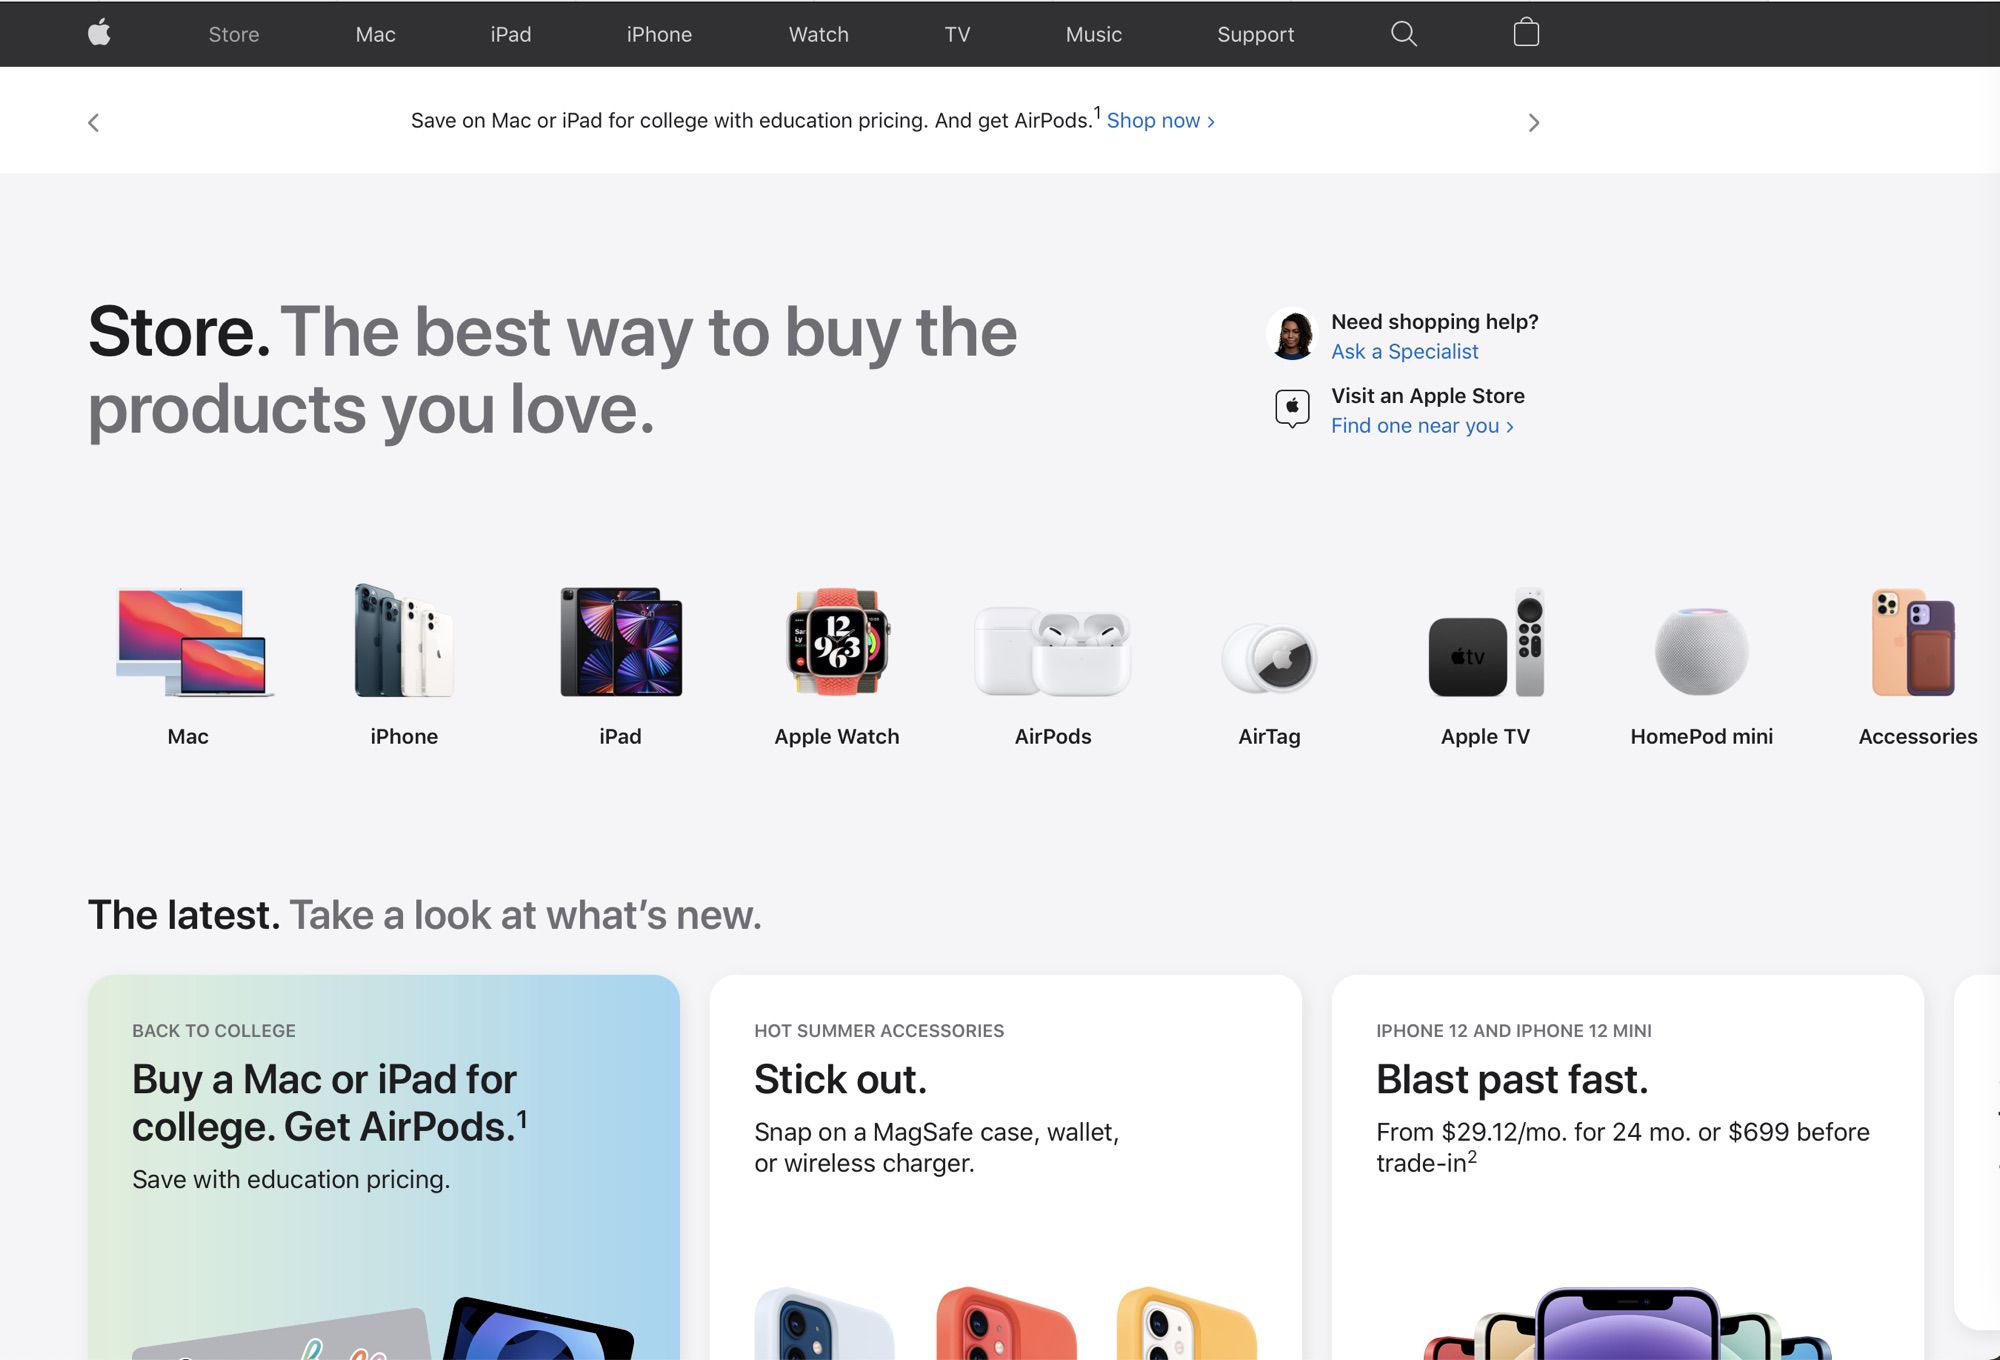 Store Mac iPad iPhone Watch TV Music Support
Save on Mac or iPad for college with education pricing. And get AirPods.1 Shop now ›
Store. The best way to buy the
products you love.
Need shopping help?
Ask a Specialist
Visit an Apple Store
Find one near you ›
12
9 3
6
tv
Mac iPhone iPad Apple Watch AirPods AirTag Apple TV HomePod mini Accessories
The latest. Take a look at what’s new.
BACK TO COLLEGE
Buy a Mac or iPad for
college. Get AirPods.1
Save with education pricing.
HOT SUMMER ACCESSORIES
Stick out.
Snap on a MagSafe case, wallet,
or wireless charger.
IPHONE 12 AND IPHONE 12 MINI
Blast past fast.
From $29.12/mo. for 24 mo. or $699 before
trade-in2